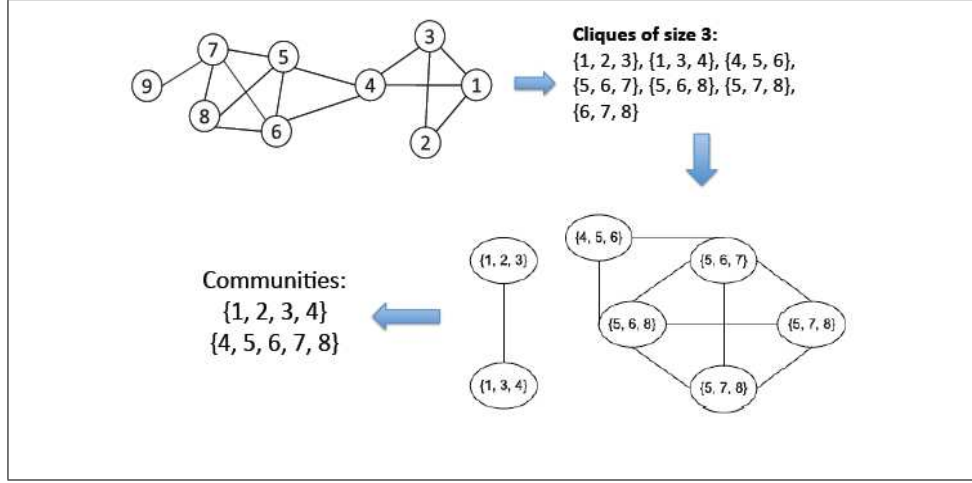 3
7
5
4
1
9
8
6
2
Cliques of size 3:
{1, 2, 3}, {1, 3, 4}, {4, 5, 6},
{5, 6, 7}, {5, 6, 8}, {5, 7, 8},
{6, 7, 8}
{4, 5, 6}
{1, 2, 3}
{5, 6, 7}
Communities:
{1, 2, 3, 4}
{4, 5, 6, 7, 8}
{5, 6, 8}
{5, 7, 8}
{1, 3, 4}
{5, 7, 8}